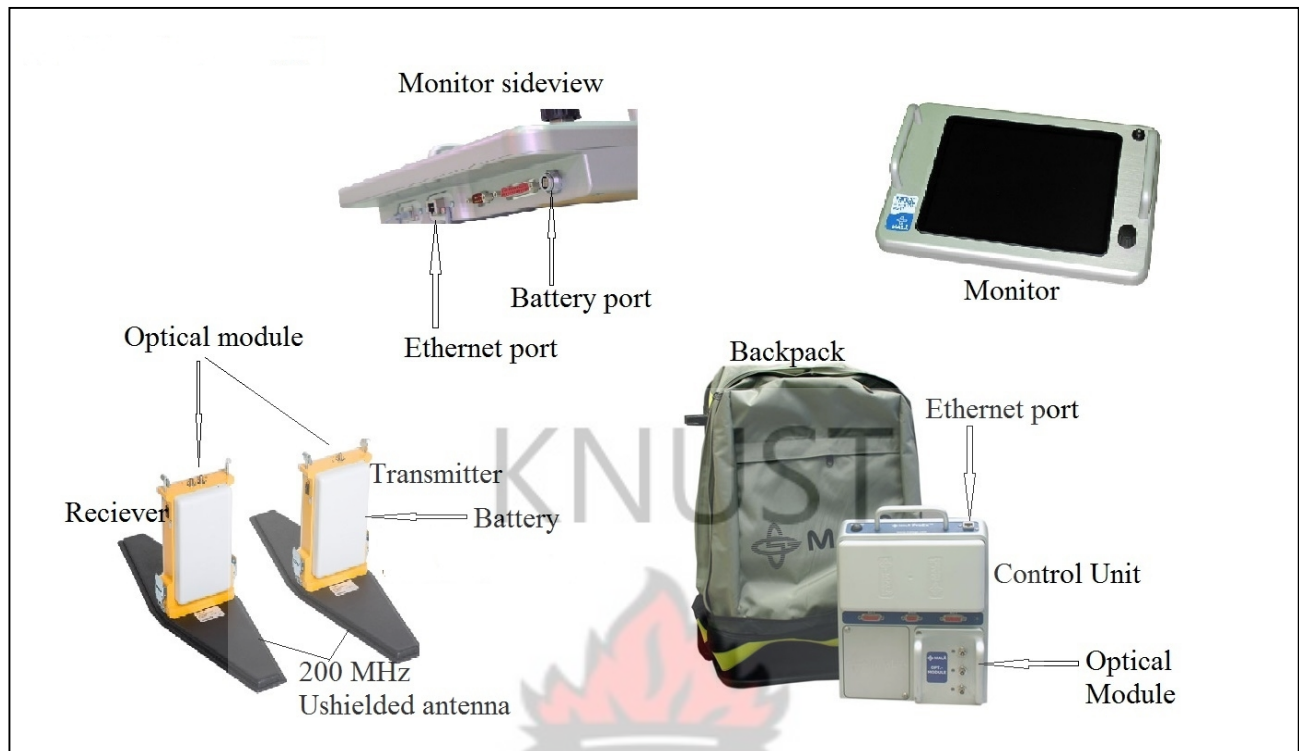 Monitor sideview
Monitor
Battery port
Ethernet port
Optical module
Reciever
Transmitter
Battery
200 MHz
Ushielded antenna
Backpack
Ethernet port
Control Unit
Optical
Module
KNUST
M
MALÅ